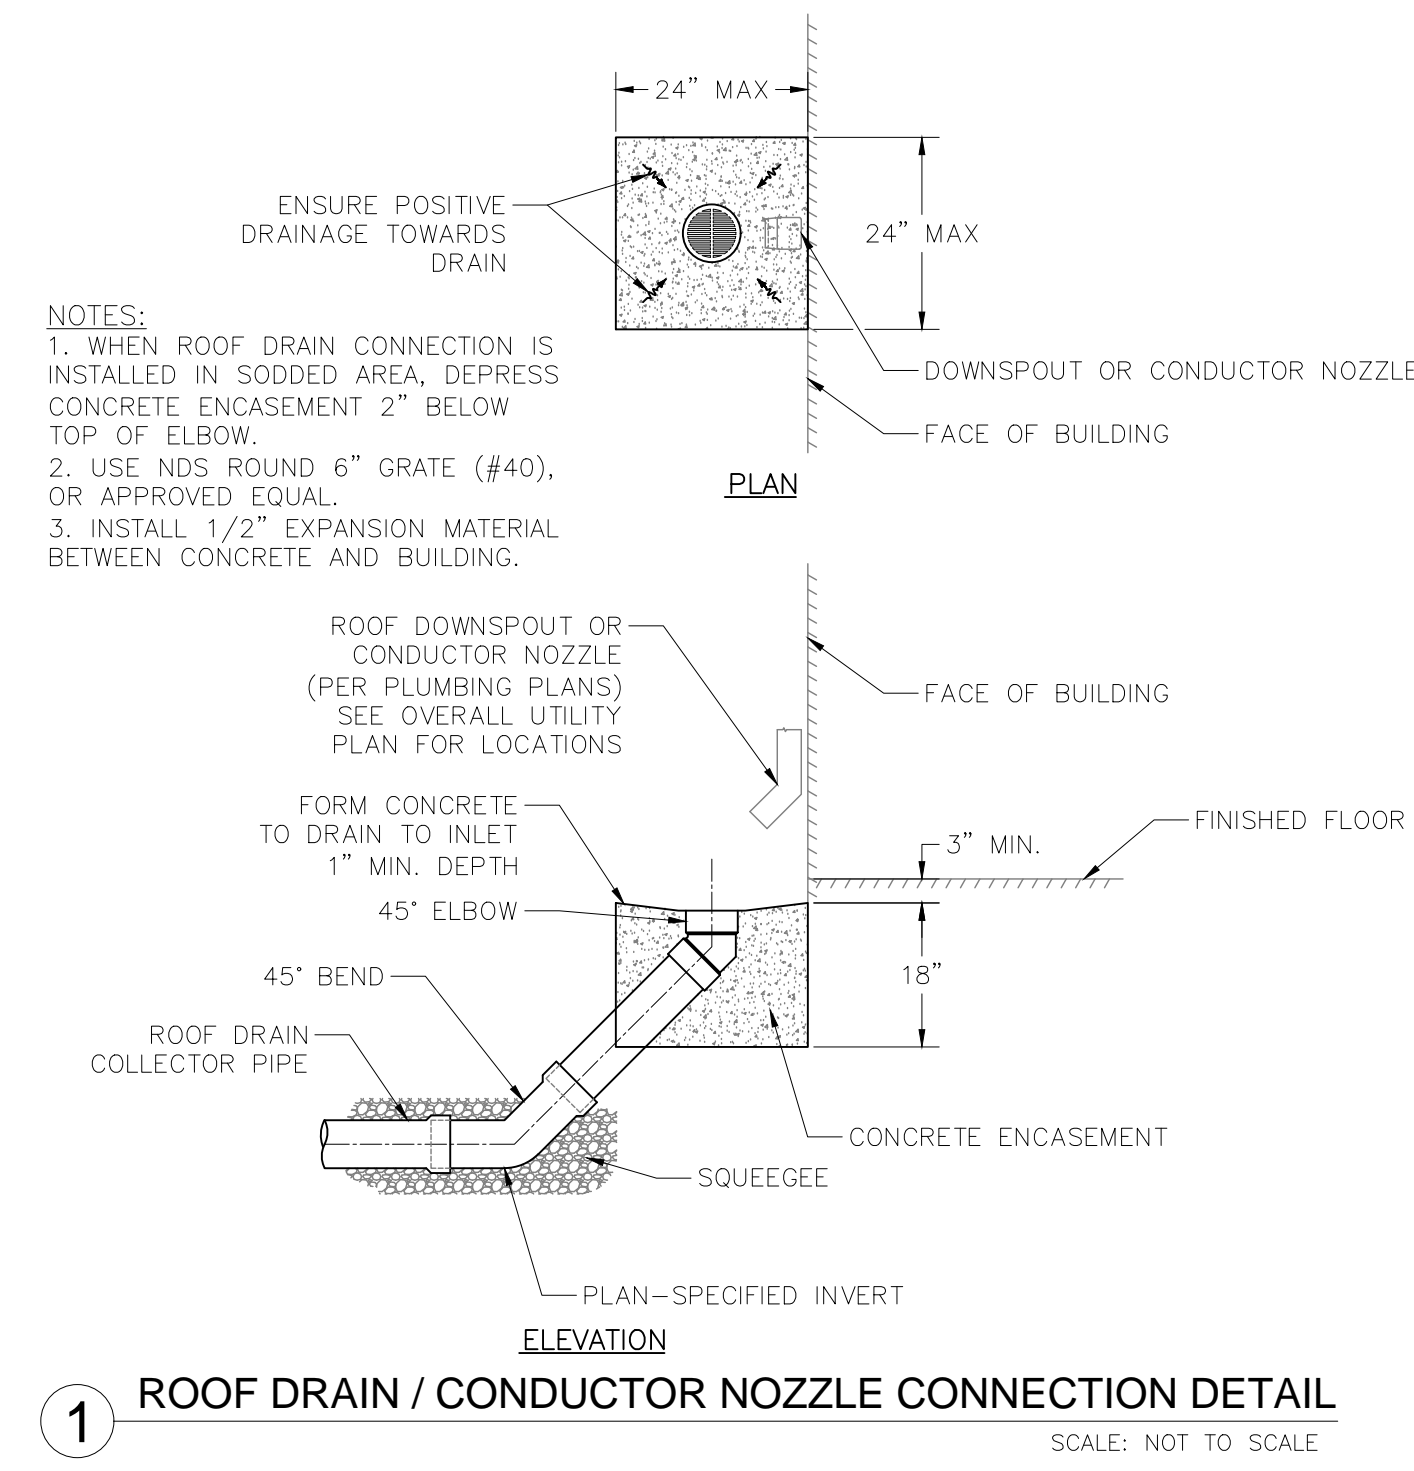 24” MAX
ENSURE POSITIVE
DRAINAGE TOWARDS
DRAIN
24” MAX
NOTES:
1. WHEN ROOF DRAIN CONNECTION IS
INSTALLED IN SODDED AREA, DEPRESS
CONCRETE ENCASEMENT 2” BELOW
TOP OF ELBOW.
2. USE NDS ROUND 6” GRATE (#40),
OR APPROVED EQUAL.
3. INSTALL 1/2” EXPANSION MATERIAL
BETWEEN CONCRETE AND BUILDING.
DOWNSPOUT OR CONDUCTOR NOZZLE
FACE OF BUILDING
PLAN
ROOF DOWNSPOUT OR
CONDUCTOR NOZZLE
(PER PLUMBING PLANS)
SEE OVERALL UTILITY
PLAN FOR LOCATIONS
FACE OF BUILDING
FORM CONCRETE
TO DRAIN TO INLET
1” MIN. DEPTH
FINISHED FLOOR
3” MIN.
45° ELBOW
18”
45° BEND
ROOF DRAIN
COLLECTOR PIPE
CONCRETE ENCASEMENT
SQUEEGEE
PLAN-SPECIFIED INVERT
ELEVATION
1
ROOF DRAIN / CONDUCTOR NOZZLE CONNECTION DETAIL
SCALE: NOT TO SCALE